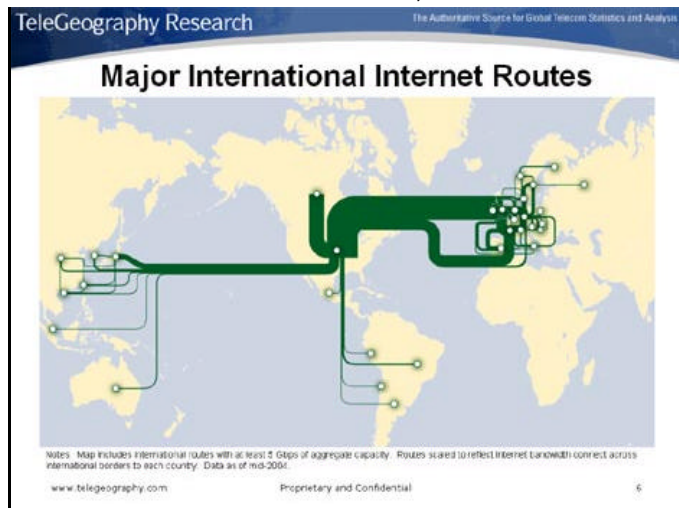 TeleGeography Research
The Authoritative Source for Global Telecom Statistics and Analysis
Major International Internet Routes
Notes: Map includes international routes with at least 5 Gbps of aggregate capacity. Routes scaled to reflect Internet bandwidth connect across
international borders to each country. Data as of mid-2004.
www.telegeography.com Proprietary and Confidential 6